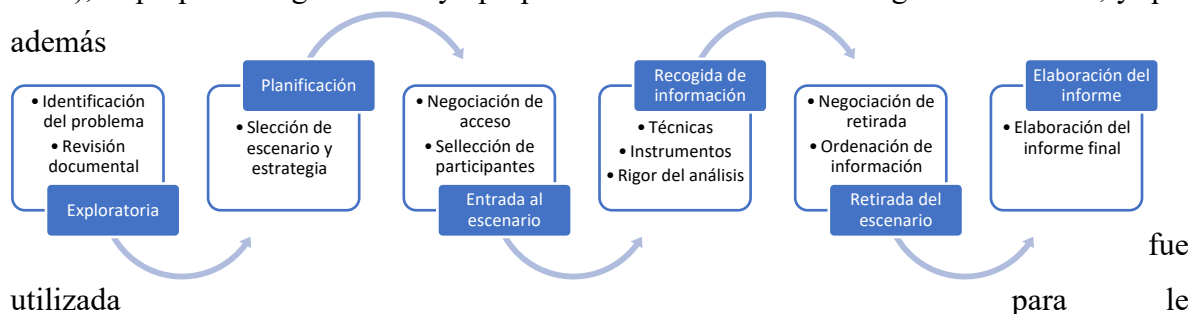 además
• Identificación
del problema
• Revisión
documental
Exploratoria
Planificación
• Slección de
escenario y
estrategia
• Negociación de
acceso
• Sellección de
participantes
Entrada al
escenario
Recogida de
información
• Técnicas
• Instrumentos
• Rigor del análisis
• Negociación de
retirada
• Ordenación de
información
Retirada del
escenario
Elaboración del
informe
• Elaboración del
informe final
fue
utilizada para le